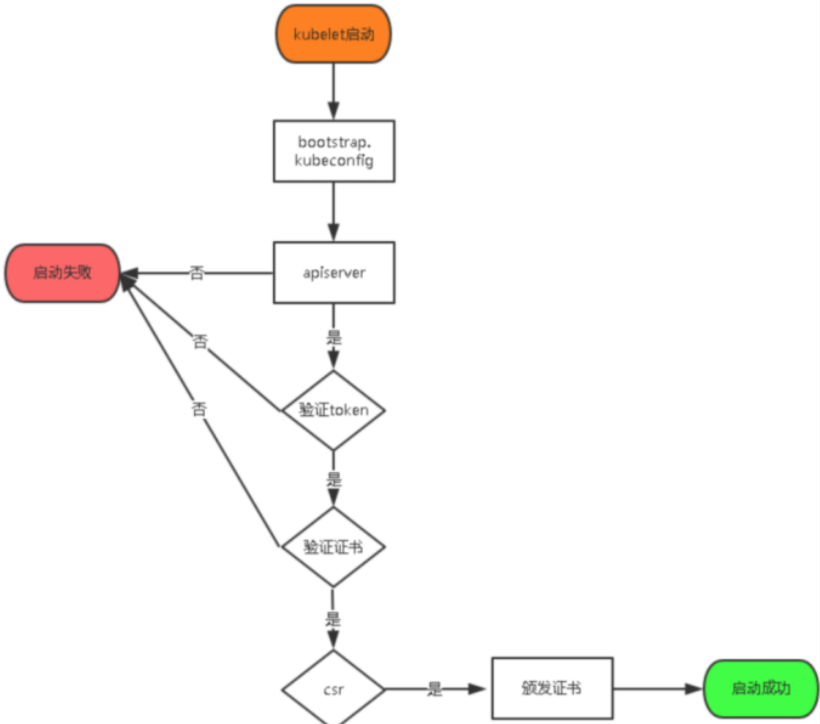 kubelet启动
bootstrap.
kubeconfig
启动失败
否
apiserver
是
否
验证token
否
是
验证证书
是
csr
是
颁发证书
启动成功